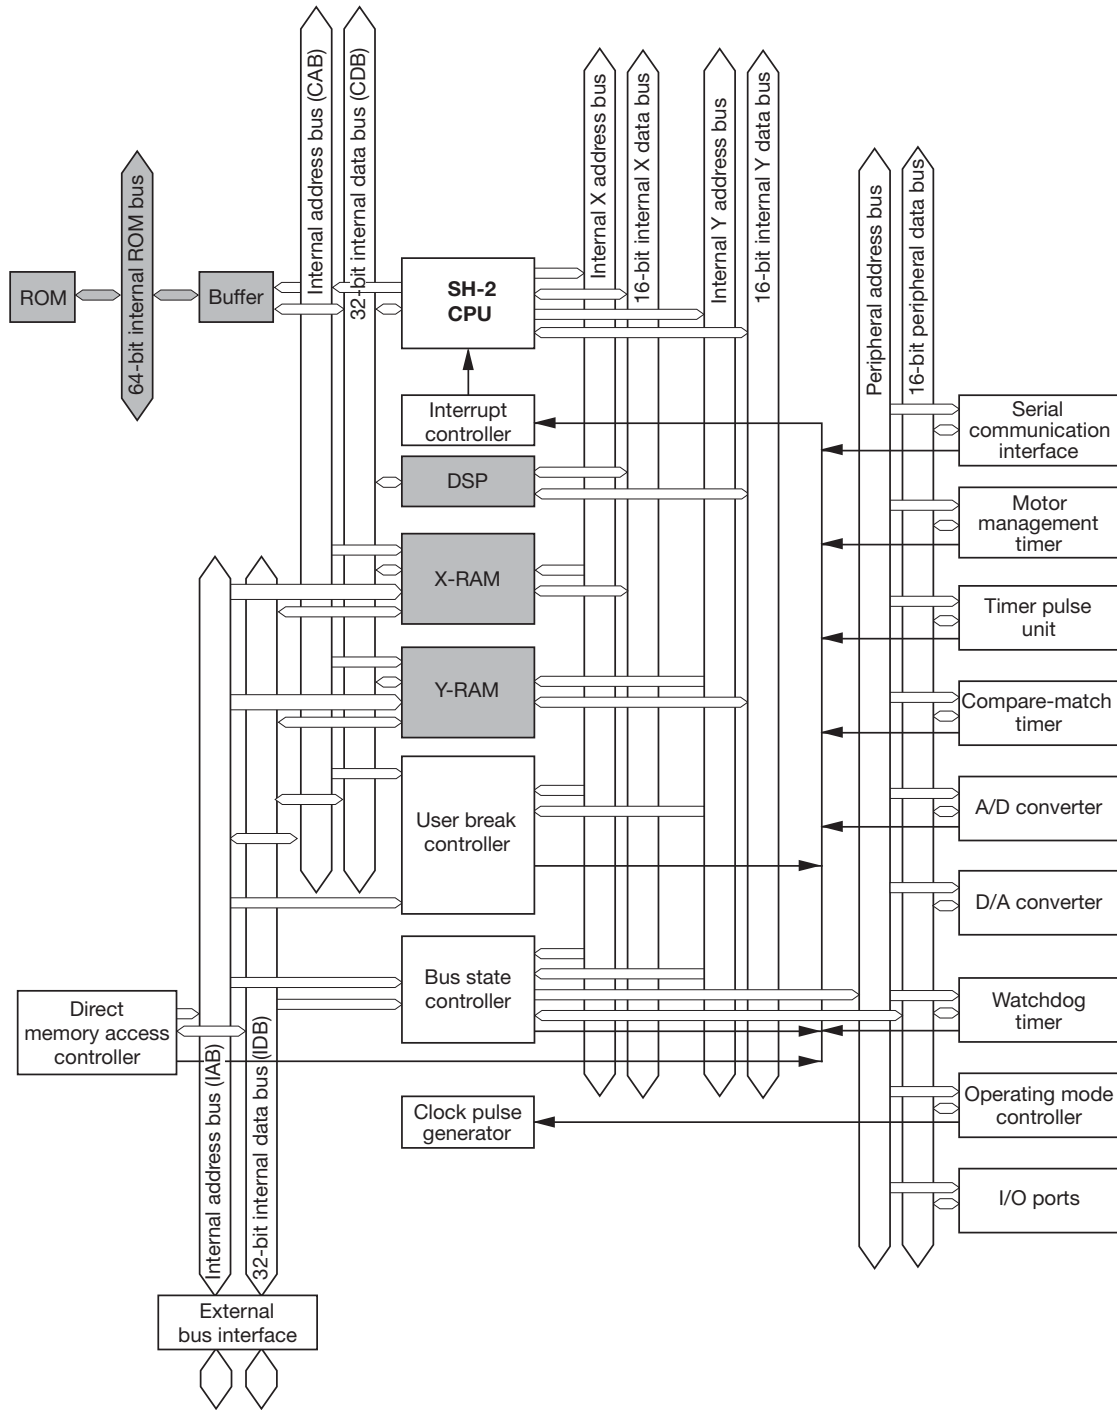 Internal address bus (CAB)
32-bit internal data bus (CDB)
Internal X address bus
16-bit internal X data bus
Internal Y address bus
16-bit internal Y data bus
Peripheral address bus
16-bit peripheral data bus
64-bit internal ROM bus
ROM
Buffer
SH-2
CPU
Interrupt
controller
DSP
X-RAM
Y-RAM
User break
controller
Bus state
controller
Clock pulse
generator
Serial
communication
interface
Motor
management
timer
Timer pulse
unit
Compare-match
timer
A/D converter
D/A converter
Watchdog
timer
Operating mode
controller
I/O ports
Direct
memory access
controller
Internal address bus (IAB)
32-bit internal data bus (IDB)
External
bus interface